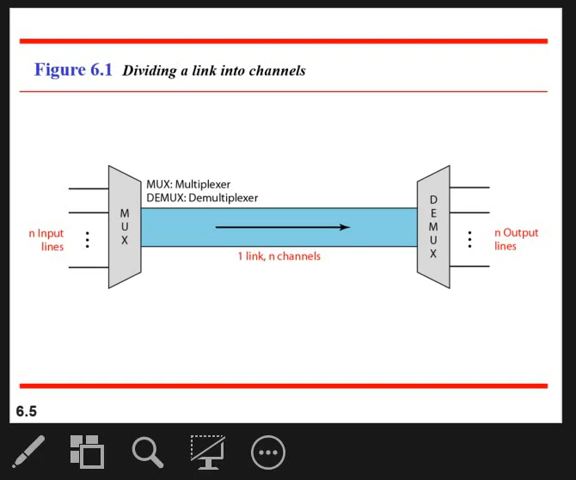 Figure 6.1 Dividing a link into channels
MUX: Multiplexer
DEMUX: Demultiplexer
n Input
lines
M
U
X
1 link, n channels
D
E
M
U
X
n Output
lines
6.5